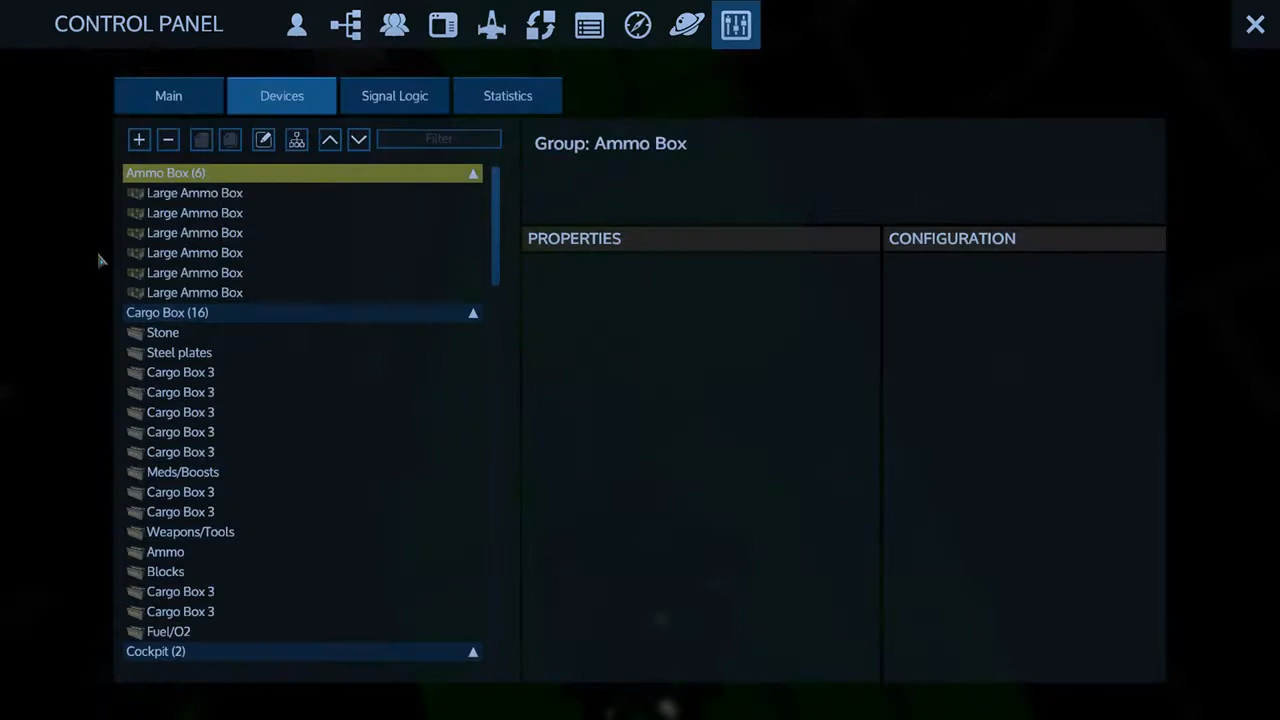 CONTROL PANEL
Main
Devices
Signal Logic
Statistics
Filter
Group: Ammo Box
Ammo Box (6)
Large Ammo Box
Large Ammo Box
Large Ammo Box
Large Ammo Box
Large Ammo Box
Large Ammo Box
Cargo Box (16)
Stone
Steel plates
Cargo Box 3
Cargo Box 3
Cargo Box 3
Cargo Box 3
Cargo Box 3
Meds/Boosts
Cargo Box 3
Cargo Box 3
Weapons/Tools
Ammo
Blocks
Cargo Box 3
Cargo Box 3
Fuel/O2
Cockpit (2)
PROPERTIES
CONFIGURATION